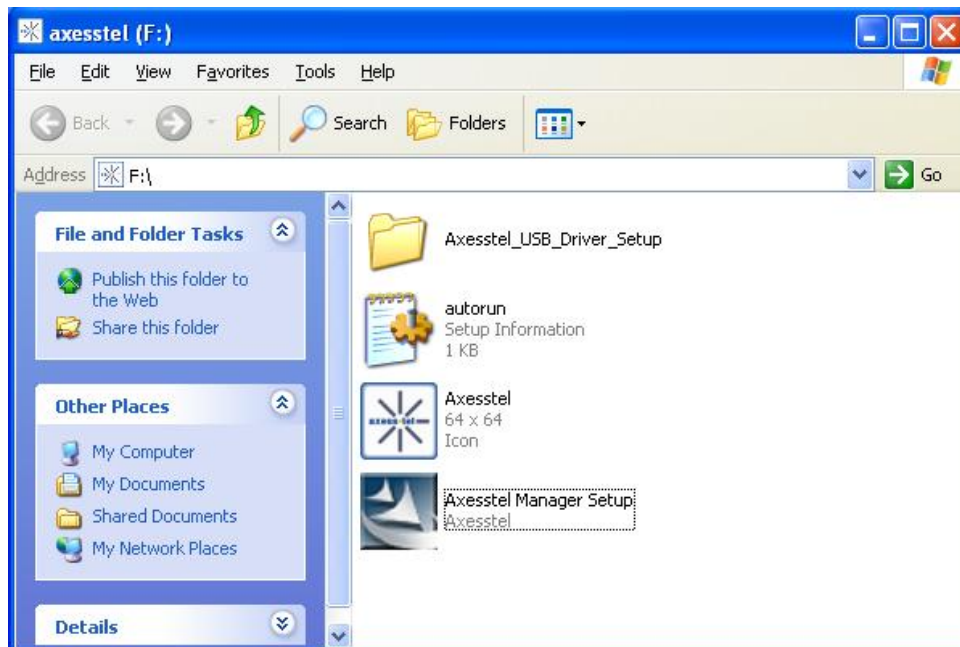 axesstel (F:)
File Edit View Favorites Tools Help
Back Search Folders
Address F:\ Go
File and Folder Tasks
Publish this folder to
the Web
Share this folder
Other Places
My Computer
My Documents
Shared Documents
My Network Places
Details
Axesstel_USB_Driver_Setup
autorun
Setup Information
1 KB
Axesstel
64 x 64
Icon
Axesstel Manager Setup
Axesstel